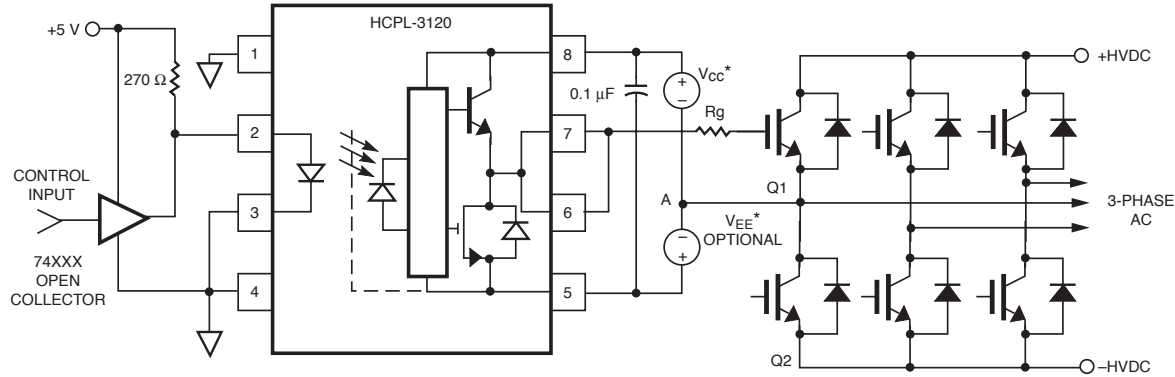 HCPL-3120
+5 V
270 Ω
1
2
3
4
8
7
6
5
CONTROL
INPUT
74XXX
OPEN
COLLECTOR
0.1 µF
VCC*
+
–
Rg
A
VEE*
OPTIONAL
–
+
Q1
Q2
+HVDC
3-PHASE
AC
–HVDC